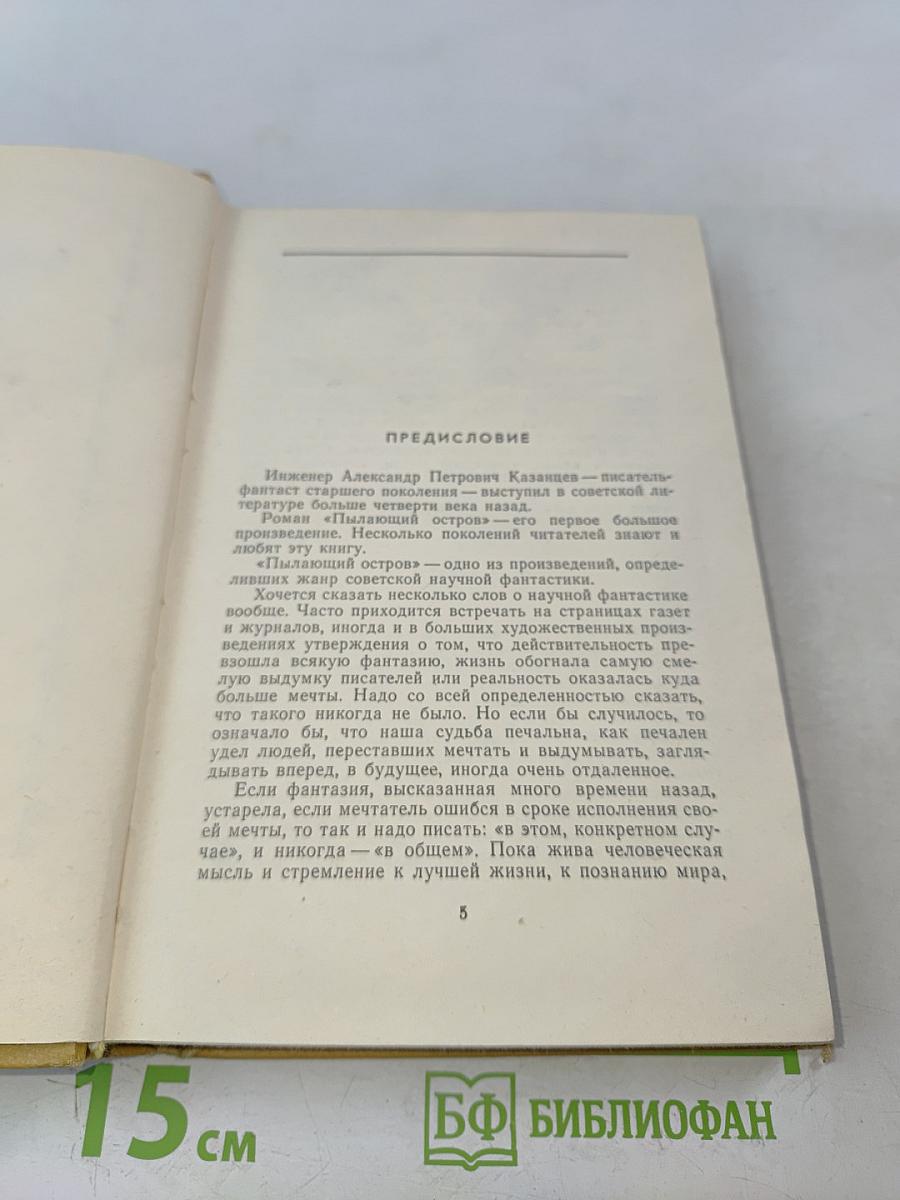 ПРЕДИСЛОВИЕ
Инженер Александр Петрович Казанцев — писатель-
фантаст старшего поколения — выступил в советской ли-
тературе больше четверти века назад.
Роман «Пылающий остров» — его первое большое
произведение. Несколько поколений читателей знают и
любят эту книгу.
«Пылающий остров» — одно из произведений, опреде-
ливших жанр советской научной фантастики.
Хочется сказать несколько слов о научной фантастике
вообще. Часто приходится встречать на страницах газет
и журналов, иногда и в больших художественных произ-
ведениях утверждения о том, что действительность пре-
взошла всякую фантазию, жизнь обогнала самую сме-
лую выдумку писателей или реальность оказалась куда
больше мечты. Надо со всей определенностью сказать,
что такого никогда не было. Но если бы случилось, то
означало бы, что наша судьба печальна, как печален
удел людей, переставших мечтать и выдумывать, загля-
дывать вперед, в будущее, иногда очень отдаленное.
Если фантазия, высказанная много времени назад,
устарела, если мечтатель ошибся в сроке исполнения сво-
ей мечты, то так и надо писать: «в этом, конкретном слу-
чае», и никогда — «в общем». Пока жива человеческая
мысль и стремление к лучшей жизни, к познанию мира,
5
15 см
БФ БИБЛИОФАН